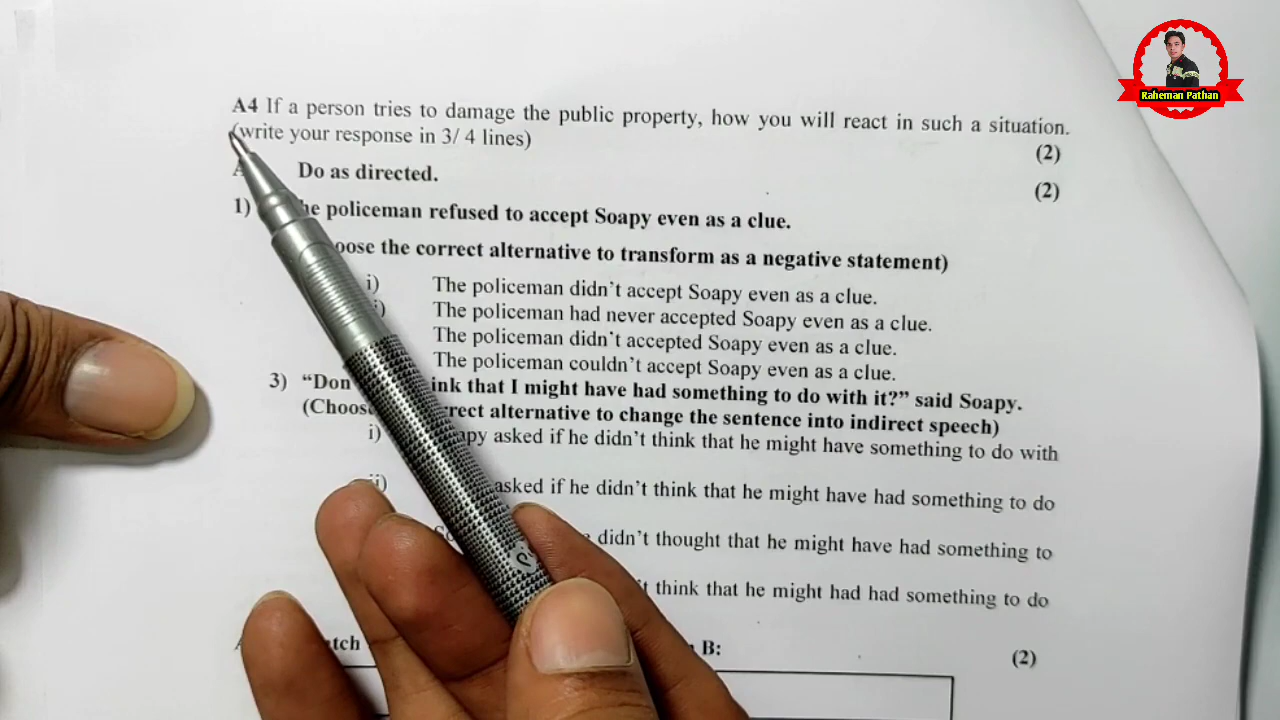 Raheman Pathan
A4 If a person tries to damage the public property, how you will react in such a situation.
(write your response in 3/ 4 lines) (2)
Do as directed. (2)
1) he policeman refused to accept Soapy even as a clue.
oose the correct alternative to transform as a negative statement)
i) The policeman didn't accept Soapy even as a clue.
i) The policeman had never accepted Soapy even as a clue.
The policeman didn't accepted Soapy even as a clue.
The policeman couldn't accept Soapy even as a clue.
3) "Don ink that I might have had something to do with it?" said Soapy.
(Choose rrect alternative to change the sentence into indirect speech)
i) apy asked if he didn't think that he might have something to do with
ii) asked if he didn't think that he might have had something to do
didn't thought that he might have had something to
t think that he might had had something to do
tch B: (2)